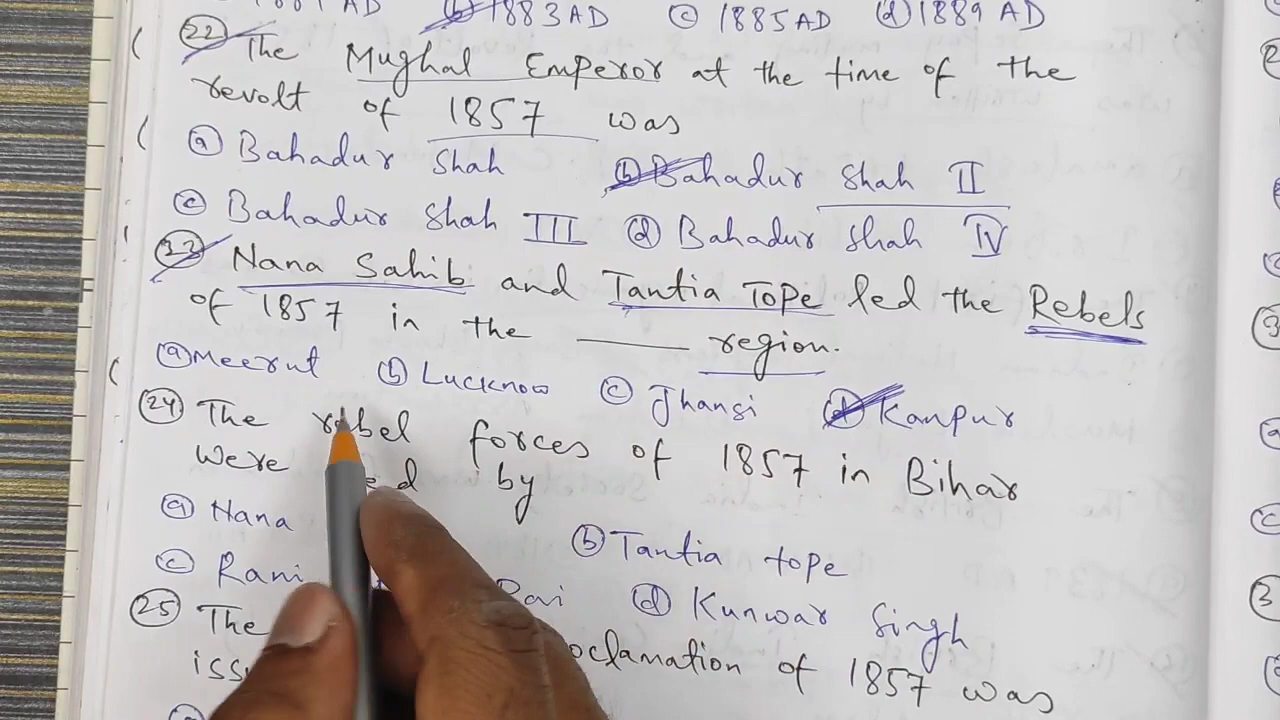 AD (b) 1883 AD (c) 1885 AD (d) 1889 AD
(22) The Mughal Emperor at the time of the
revolt of 1857 was
(a) Bahadur Shah (b) Bahadur Shah II
(c) Bahadur Shah III (d) Bahadur Shah IV
(23) Nana Sahib and Tantia Tope led the Rebels
of 1857 in the ______ region.
(a) Meerut (b) Lucknow (c) Jhansi (d) Kanpur
(24) The rebel forces of 1857 in Bihar
were by
(a) Nana (b) Tantia tope
(c) Rani Bai (d) Kunwar Singh
(25) The
of 1857 was